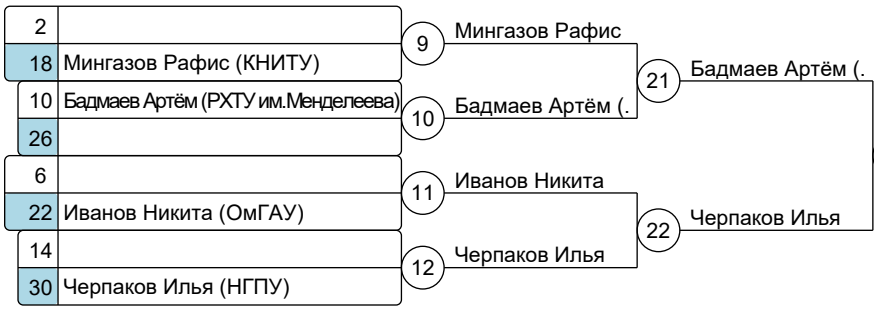 2
18 Мингазов Рафис (КНИТУ)
10 Бадмаев Артём (РХТУ им.Менделеева)
26
6
22 Иванов Никита (ОмГАУ)
14
30 Черпаков Илья (НГПУ)
9 Мингазов Рафис
10 Бадмаев Артём (.
11 Иванов Никита
12 Черпаков Илья
21 Бадмаев Артём (.
22 Черпаков Илья